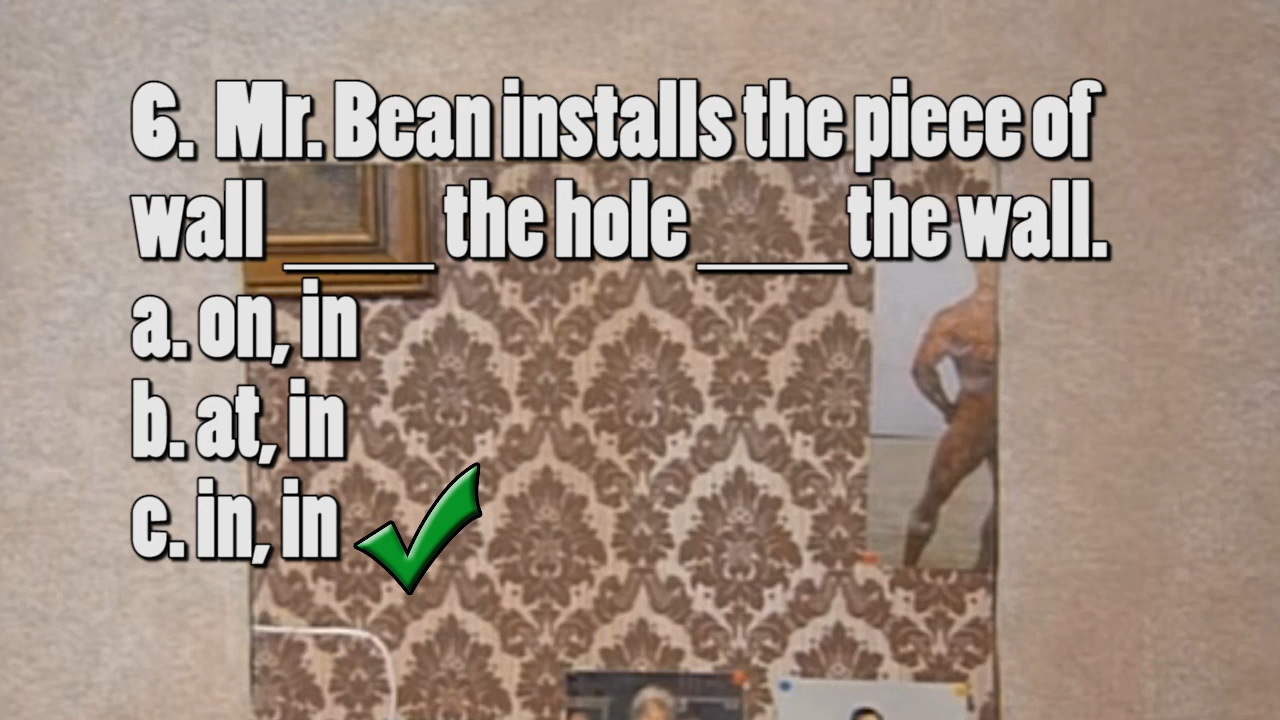 6. Mr. Bean installs the piece of
wall _____ the hole _____ the wall.
a. on, in
b. at, in
c. in, in